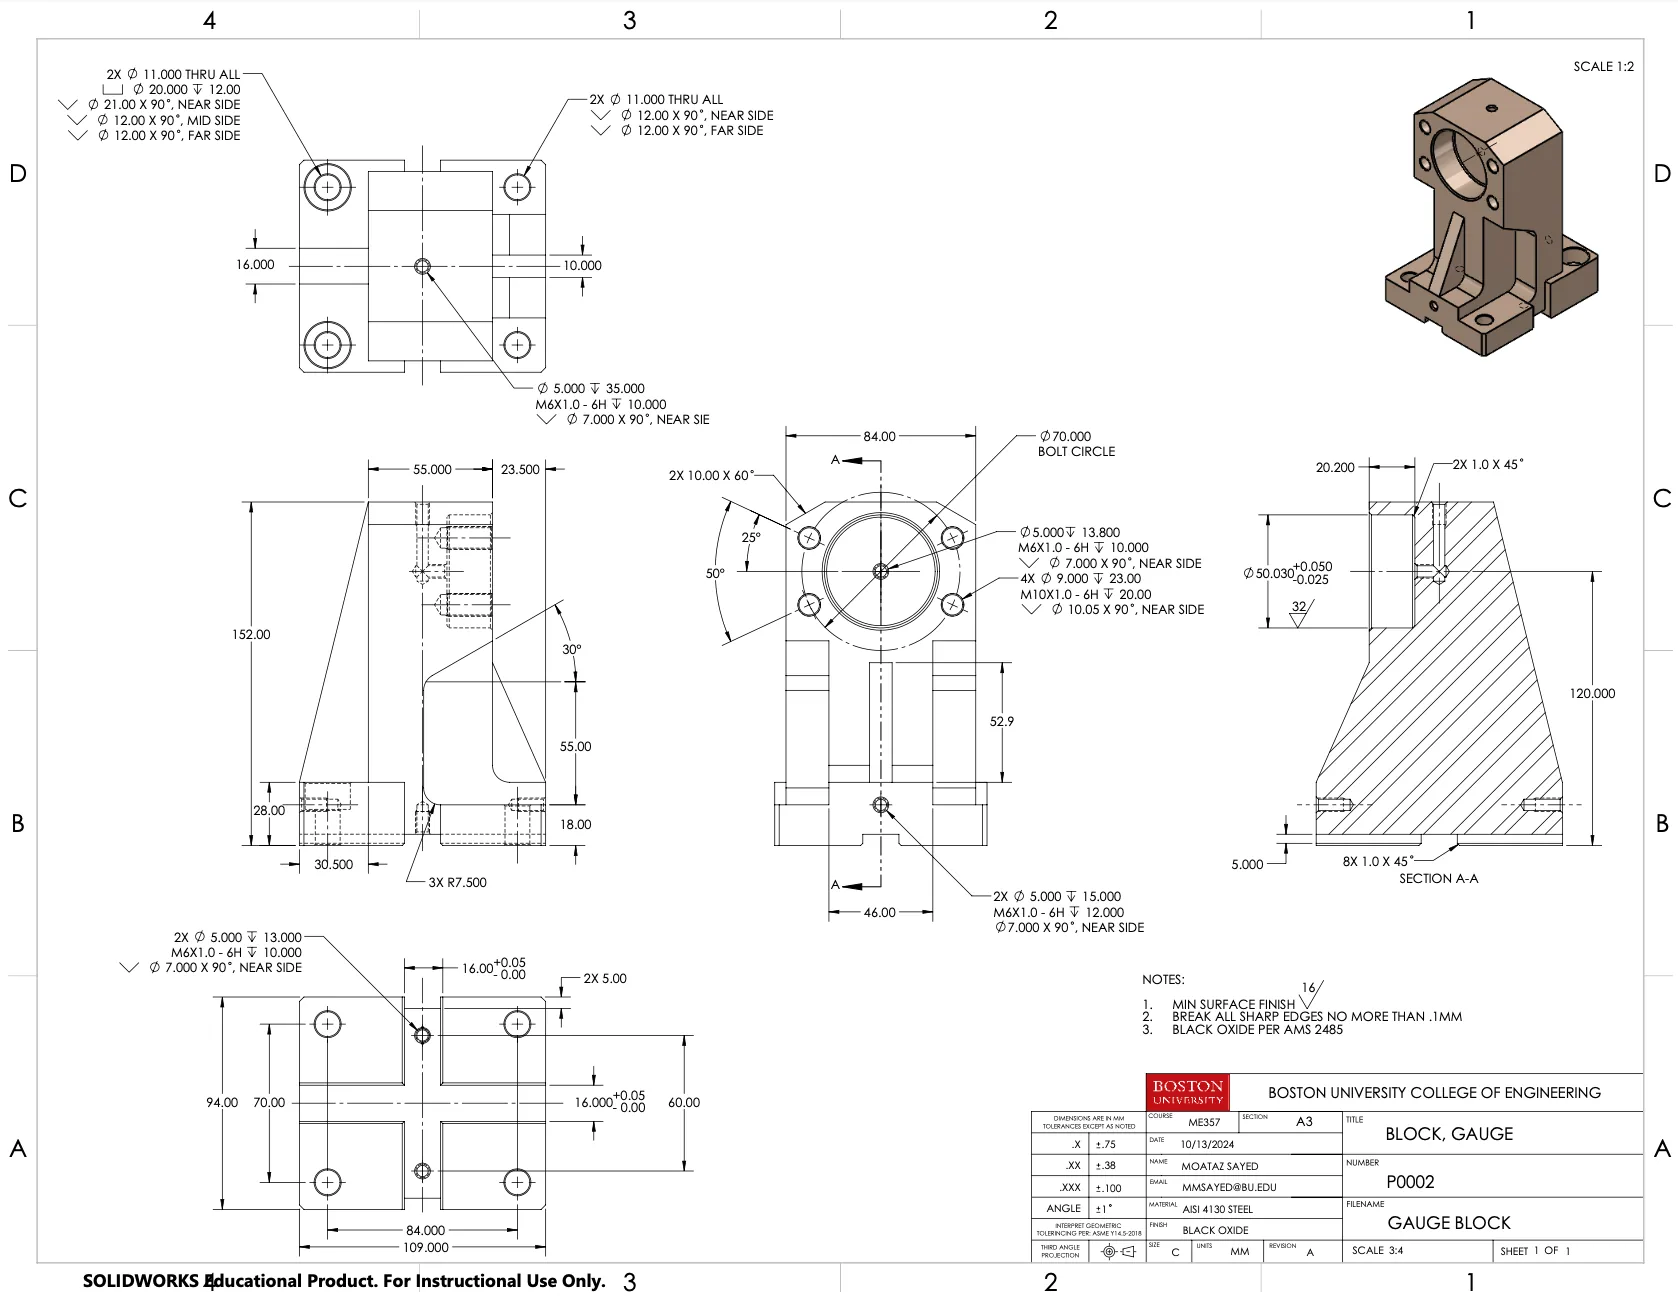 4 3 2 1
SCALE 1:2
2X ∅ 11.000 THRU ALL
⌴ ∅ 20.000 ↧ 12.00
⌵ ∅ 21.00 X 90°, NEAR SIDE
⌵ ∅ 12.00 X 90°, MID SIDE
⌵ ∅ 12.00 X 90°, FAR SIDE
2X ∅ 11.000 THRU ALL
⌵ ∅ 12.00 X 90°, NEAR SIDE
⌵ ∅ 12.00 X 90°, FAR SIDE
D D
16.000
10.000
∅ 5.000 ↧ 35.000
M6X1.0 - 6H ↧ 10.000
⌵ ∅ 7.000 X 90°, NEAR SIE
C C
55.000
23.500
152.00
30°
55.00
28.00
18.00
30.500
3X R7.500
84.00
∅70.000
BOLT CIRCLE
A
2X 10.00 X 60°
25°
50°
∅5.000↧ 13.800
M6X1.0 - 6H ↧ 10.000
⌵ ∅ 7.000 X 90°, NEAR SIDE
4X ∅ 9.000 ↧ 23.00
M10X1.0 - 6H ↧ 20.00
⌵ ∅ 10.05 X 90°, NEAR SIDE
52.9
A
46.00
2X ∅ 5.000 ↧ 15.000
M6X1.0 - 6H ↧ 12.000
∅7.000 X 90°, NEAR SIDE
20.200
2X 1.0 X 45°
∅50.030 +0.050 -0.025
32
120.000
5.000
8X 1.0 X 45°
SECTION A-A
B B
2X ∅ 5.000 ↧ 13.000
M6X1.0 - 6H ↧ 10.000
⌵ ∅ 7.000 X 90°, NEAR SIDE
16.00 +0.05 - 0.00
2X 5.00
94.00
70.00
16.000 +0.05 - 0.00
60.00
84.000
109.000
NOTES:
1. MIN SURFACE FINISH 16
2. BREAK ALL SHARP EDGES NO MORE THAN .1MM
3. BLACK OXIDE PER AMS 2485
A A
BOSTON
UNIVERSITY
BOSTON UNIVERSITY COLLEGE OF ENGINEERING
DIMENSIONS ARE IN MM
TOLERANCES EXCEPT AS NOTED
.X ±.75
.XX ±.38
.XXX ±.100
ANGLE ±1°
INTERPRET GEOMETRIC
TOLERINCING PER: ASME Y14.5-2018
THIRD ANGLE
PROJECTION
COURSE ME357
SECTION A3
DATE 10/13/2024
NAME MOATAZ SAYED
EMAIL MMSAYED@BU.EDU
MATERIAL AISI 4130 STEEL
FINISH BLACK OXIDE
SIZE C
UNITS MM
REVISION A
TITLE
BLOCK, GAUGE
NUMBER
P0002
FILENAME
GAUGE BLOCK
SCALE 3:4
SHEET 1 OF 1
SOLIDWORKS Educational Product. For Instructional Use Only.
4 3 2 1